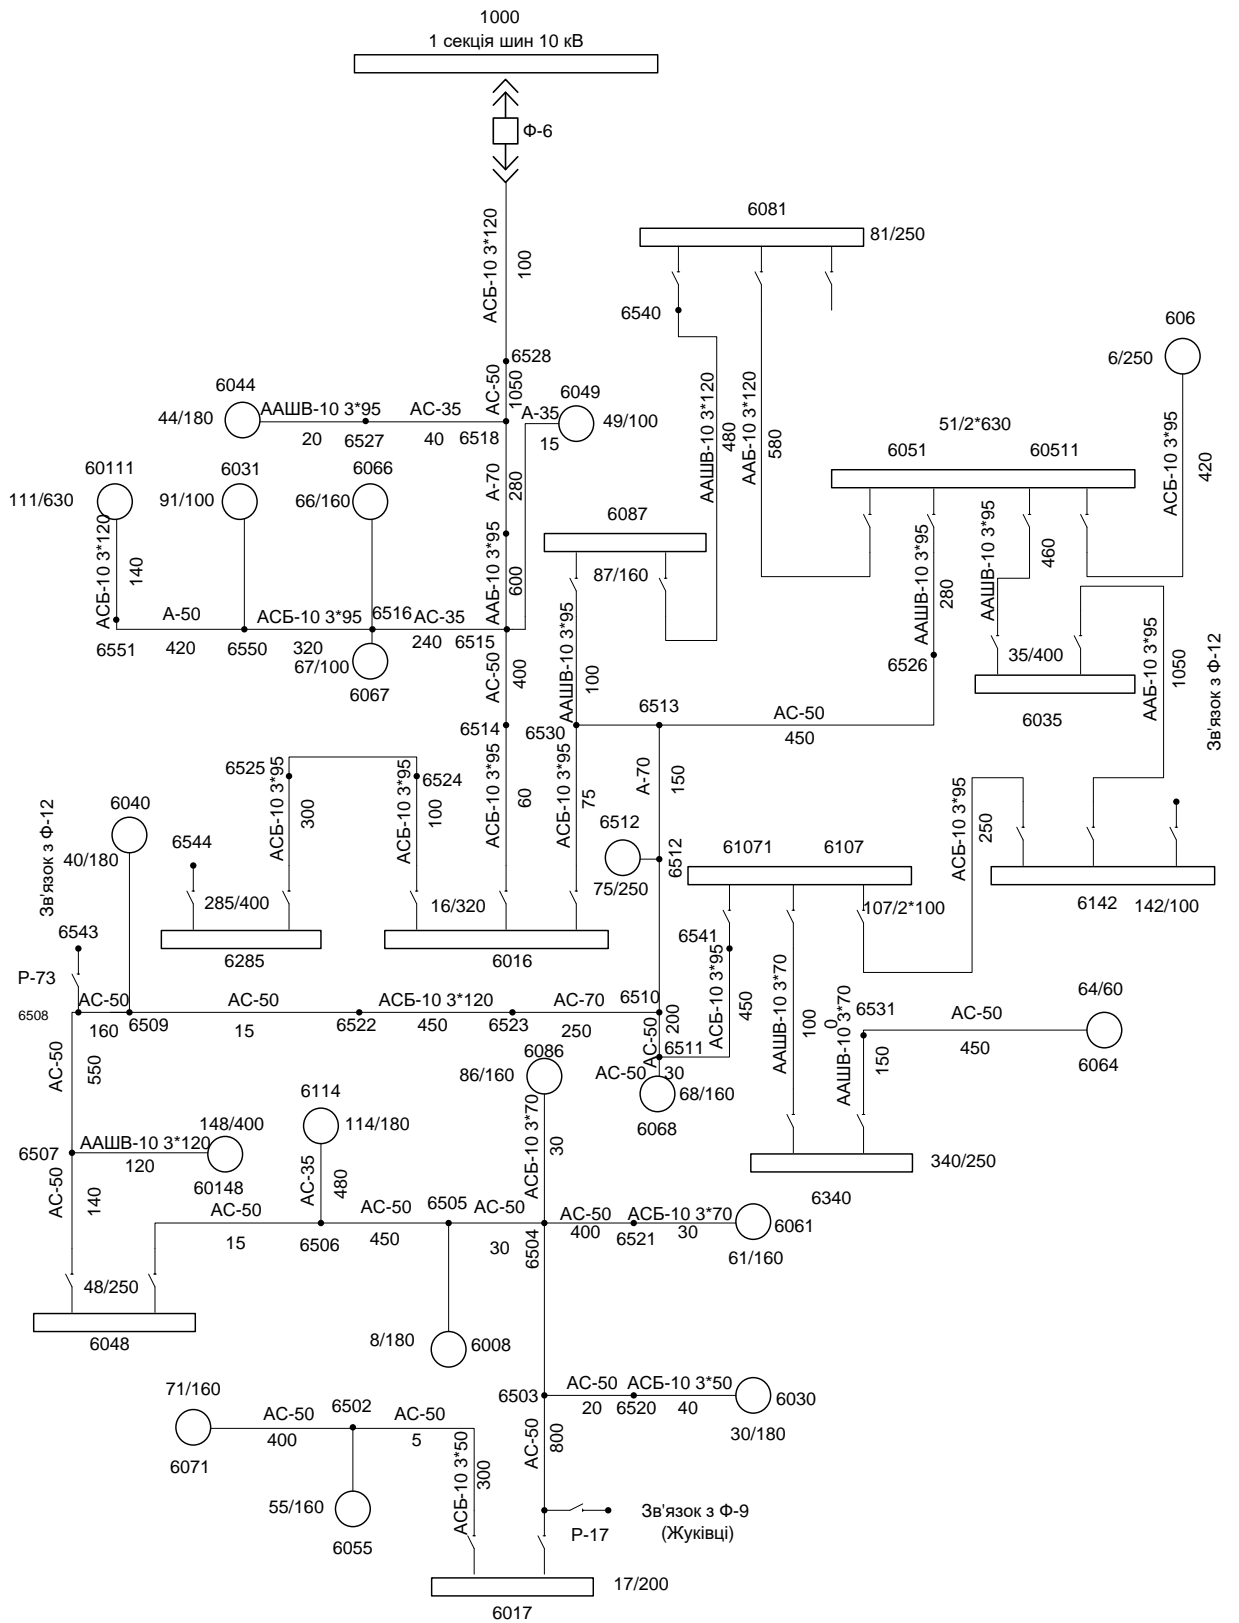 1000
1 секція шин 10 кВ
Ф-6
АСБ-10 3*120
100
6528
АС-50
1050
6081
81/250
6540
ААШВ-10 3*120
480
ААБ-10 3*120
580
606
6/250
АСБ-10 3*95
420
6044
44/180
ААШВ-10 3*95
20
6527
АС-35
40
6518
6049
А-35
15
49/100
А-70
280
51/2*630
6051
60511
60111
111/630
6031
91/100
6066
66/160
АСБ-10 3*120
140
ААБ-10 3*95
600
6087
87/160
ААШВ-10 3*95
280
ААШВ-10 3*95
460
А-50
420
6551
6550
АСБ-10 3*95
320
6516
АС-35
240
6515
67/100
6067
АС-50
400
ААШВ-10 3*95
100
6526
35/400
6035
ААБ-10 3*95
1050
Зв'язок з Ф-12
6514
6530
6513
АС-50
450
6525
6524
АСБ-10 3*95
300
АСБ-10 3*95
100
АСБ-10 3*95
60
АСБ-10 3*95
75
А-70
150
6040
40/180
Зв'язок з Ф-12
6544
285/400
6285
16/320
6016
6512
75/250
6512
61071
6107
107/2*100
АСБ-10 3*95
250
6142
142/100
6543
Р-73
6508
АС-50
160
6509
АС-50
15
6522
АСБ-10 3*120
450
6523
АС-70
250
6510
АС-50
200
6511
АС-50
30
68/160
6068
6541
АСБ-10 3*95
450
ААШВ-10 3*70
100
0
ААШВ-10 3*70
150
6531
АС-50
450
64/60
6064
340/250
6340
АС-50
550
6507
ААШВ-10 3*120
120
148/400
60148
АС-50
140
6114
114/180
АС-35
480
6086
86/160
АСБ-10 3*70
30
АС-50
15
6506
АС-50
450
6505
АС-50
30
6504
АС-50
400
6521
АСБ-10 3*70
30
6061
61/160
48/250
6048
8/180
6008
71/160
6071
АС-50
400
6502
АС-50
5
55/160
6055
АСБ-10 3*50
300
6503
АС-50
20
6520
АСБ-10 3*50
40
6030
30/180
АС-50
800
Р-17
Зв'язок з Ф-9
(Жуківці)
17/200
6017